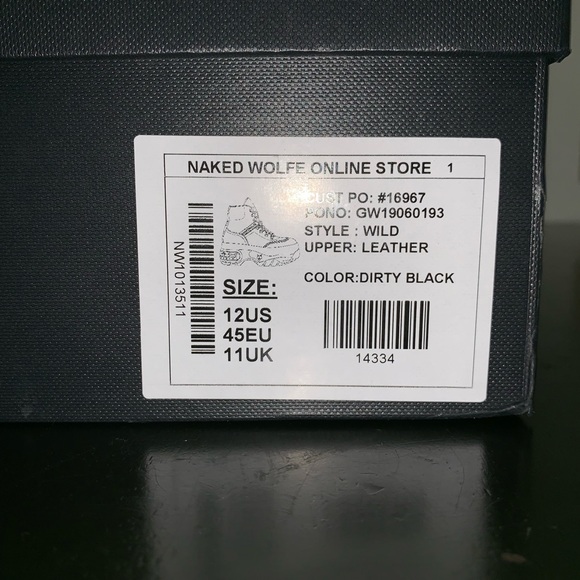 NAKED WOLFE ONLINE STORE 1
CUST PO: #16967
PONO: GW19060193
STYLE : WILD
UPPER: LEATHER
COLOR:DIRTY BLACK
NW1013511
SIZE:
12US
45EU
11UK
14334